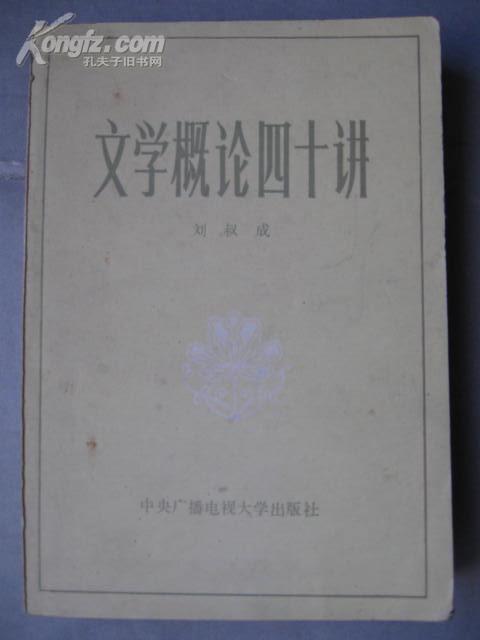 Kongfz.com
孔夫子旧书网
文学概论四十讲
刘叔成
中央广播电视大学出版社